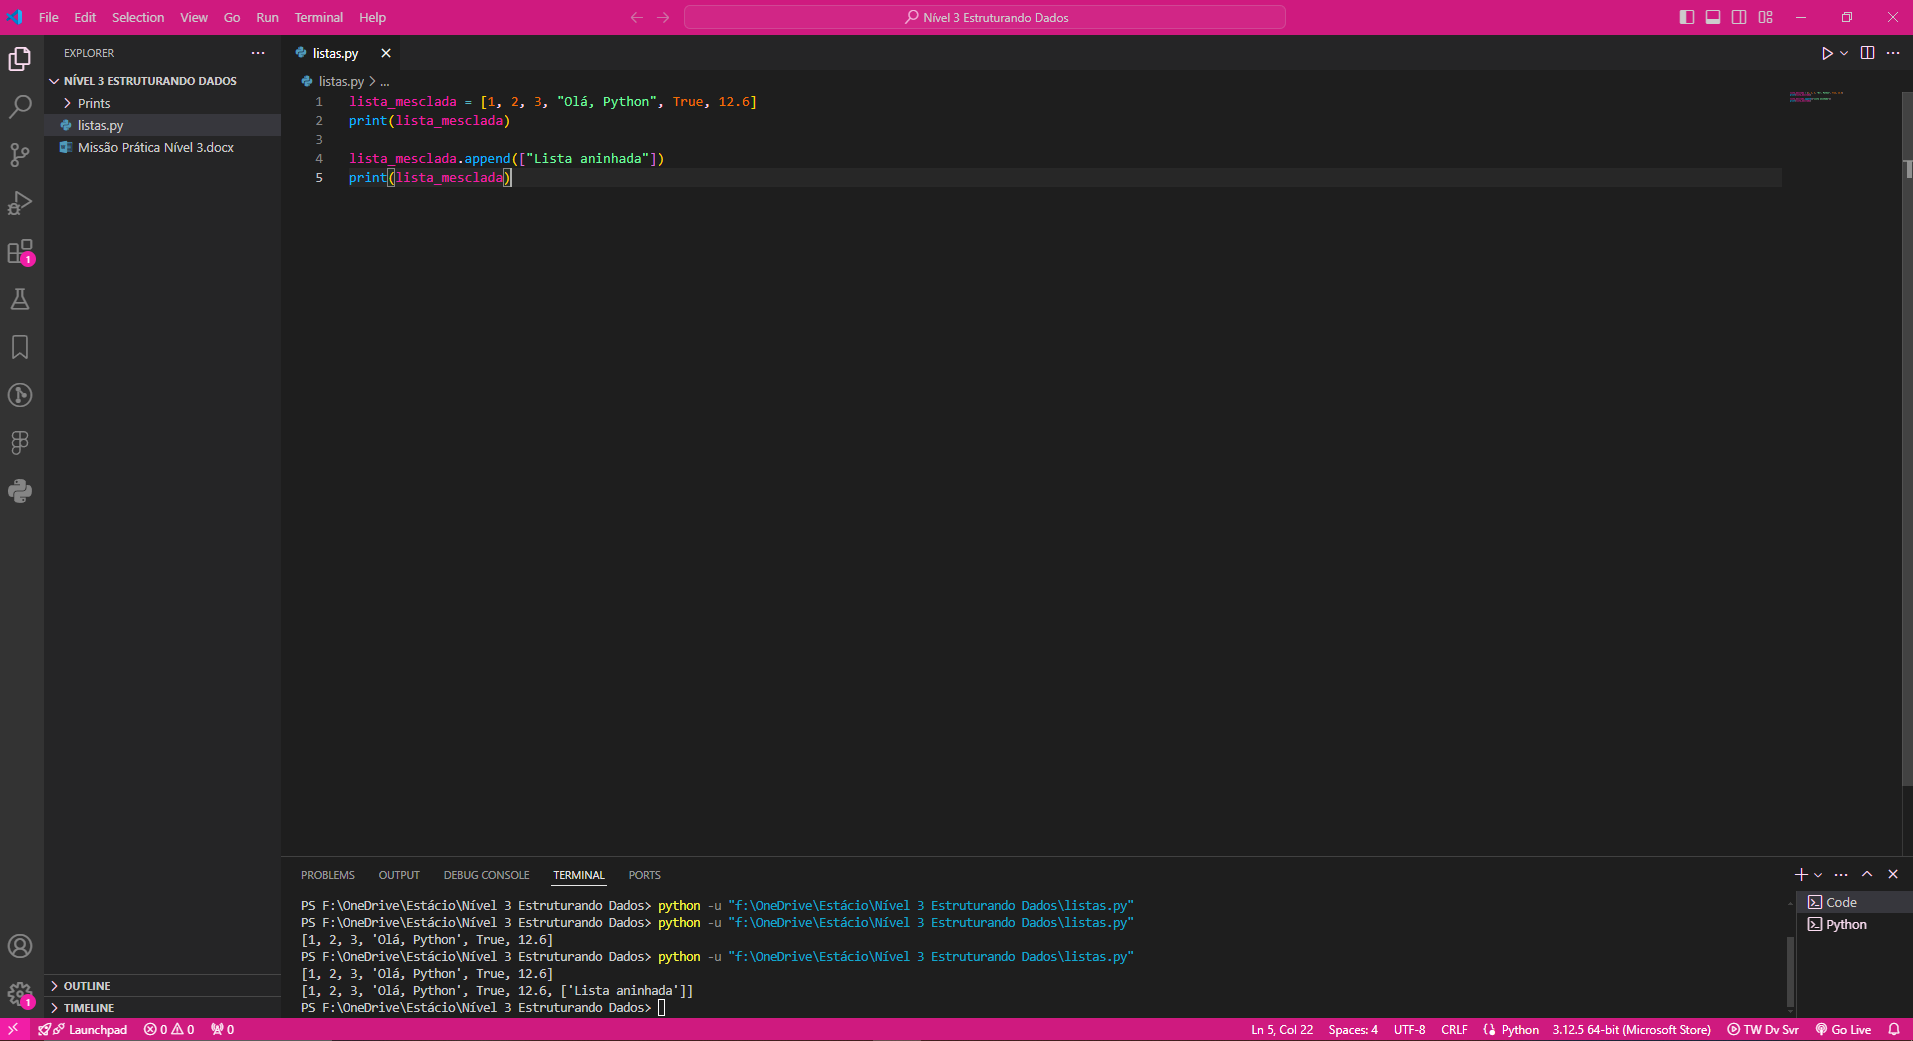 File Edit Selection View Go Run Terminal Help
Nível 3 Estruturando Dados
EXPLORER
NÍVEL 3 ESTRUTURANDO DADOS
Prints
listas.py
Missão Prática Nível 3.docx
OUTLINE
TIMELINE
1
1
listas.py
listas.py > ...
1 lista_mesclada = [1, 2, 3, "Olá, Python", True, 12.6]
2 print(lista_mesclada)
3
4 lista_mesclada.append(["Lista aninhada"])
5 print(lista_mesclada)
PROBLEMS OUTPUT DEBUG CONSOLE TERMINAL PORTS
PS F:\OneDrive\Estácio\Nível 3 Estruturando Dados> python -u "f:\OneDrive\Estácio\Nível 3 Estruturando Dados\listas.py"
PS F:\OneDrive\Estácio\Nível 3 Estruturando Dados> python -u "f:\OneDrive\Estácio\Nível 3 Estruturando Dados\listas.py"
[1, 2, 3, 'Olá, Python', True, 12.6]
PS F:\OneDrive\Estácio\Nível 3 Estruturando Dados> python -u "f:\OneDrive\Estácio\Nível 3 Estruturando Dados\listas.py"
[1, 2, 3, 'Olá, Python', True, 12.6]
[1, 2, 3, 'Olá, Python', True, 12.6, ['Lista aninhada']]
PS F:\OneDrive\Estácio\Nível 3 Estruturando Dados>
Code
Python
Launchpad 0 0 0 Ln 5, Col 22 Spaces: 4 UTF-8 CRLF Python 3.12.5 64-bit (Microsoft Store) TW Dv Svr Go Live